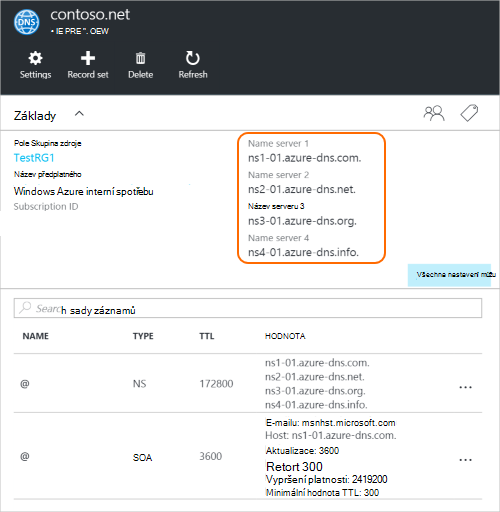 DNS
contoso.net
• IE PRE ". OEW
Settings
Record set
Delete
Refresh
Základy
Pole Skupina zdroje
TestRG1
Název předplatného
Windows Azure interní spotřebu
Subscription ID
Name server 1
ns1-01.azure-dns.com.
Name server 2
ns2-01.azure-dns.net.
Název serveru 3
ns3-01.azure-dns.org.
Name server 4
ns4-01.azure-dns.info.
Všechna nastavení můžu
Search sady záznamů
NAME TYPE TTL HODNOTA
@ NS 172800
ns1-01.azure-dns.com.
ns2-01.azure-dns.net.
ns3-01.azure-dns.org.
ns4-01.azure-dns.info.
@ SOA 3600
E-mailu: msnhst.microsoft.com
Host: ns1-01.azure-dns.com.
Aktualizace: 3600
Retort 300
Vypršení platnosti: 2419200
Minimální hodnota TTL: 300